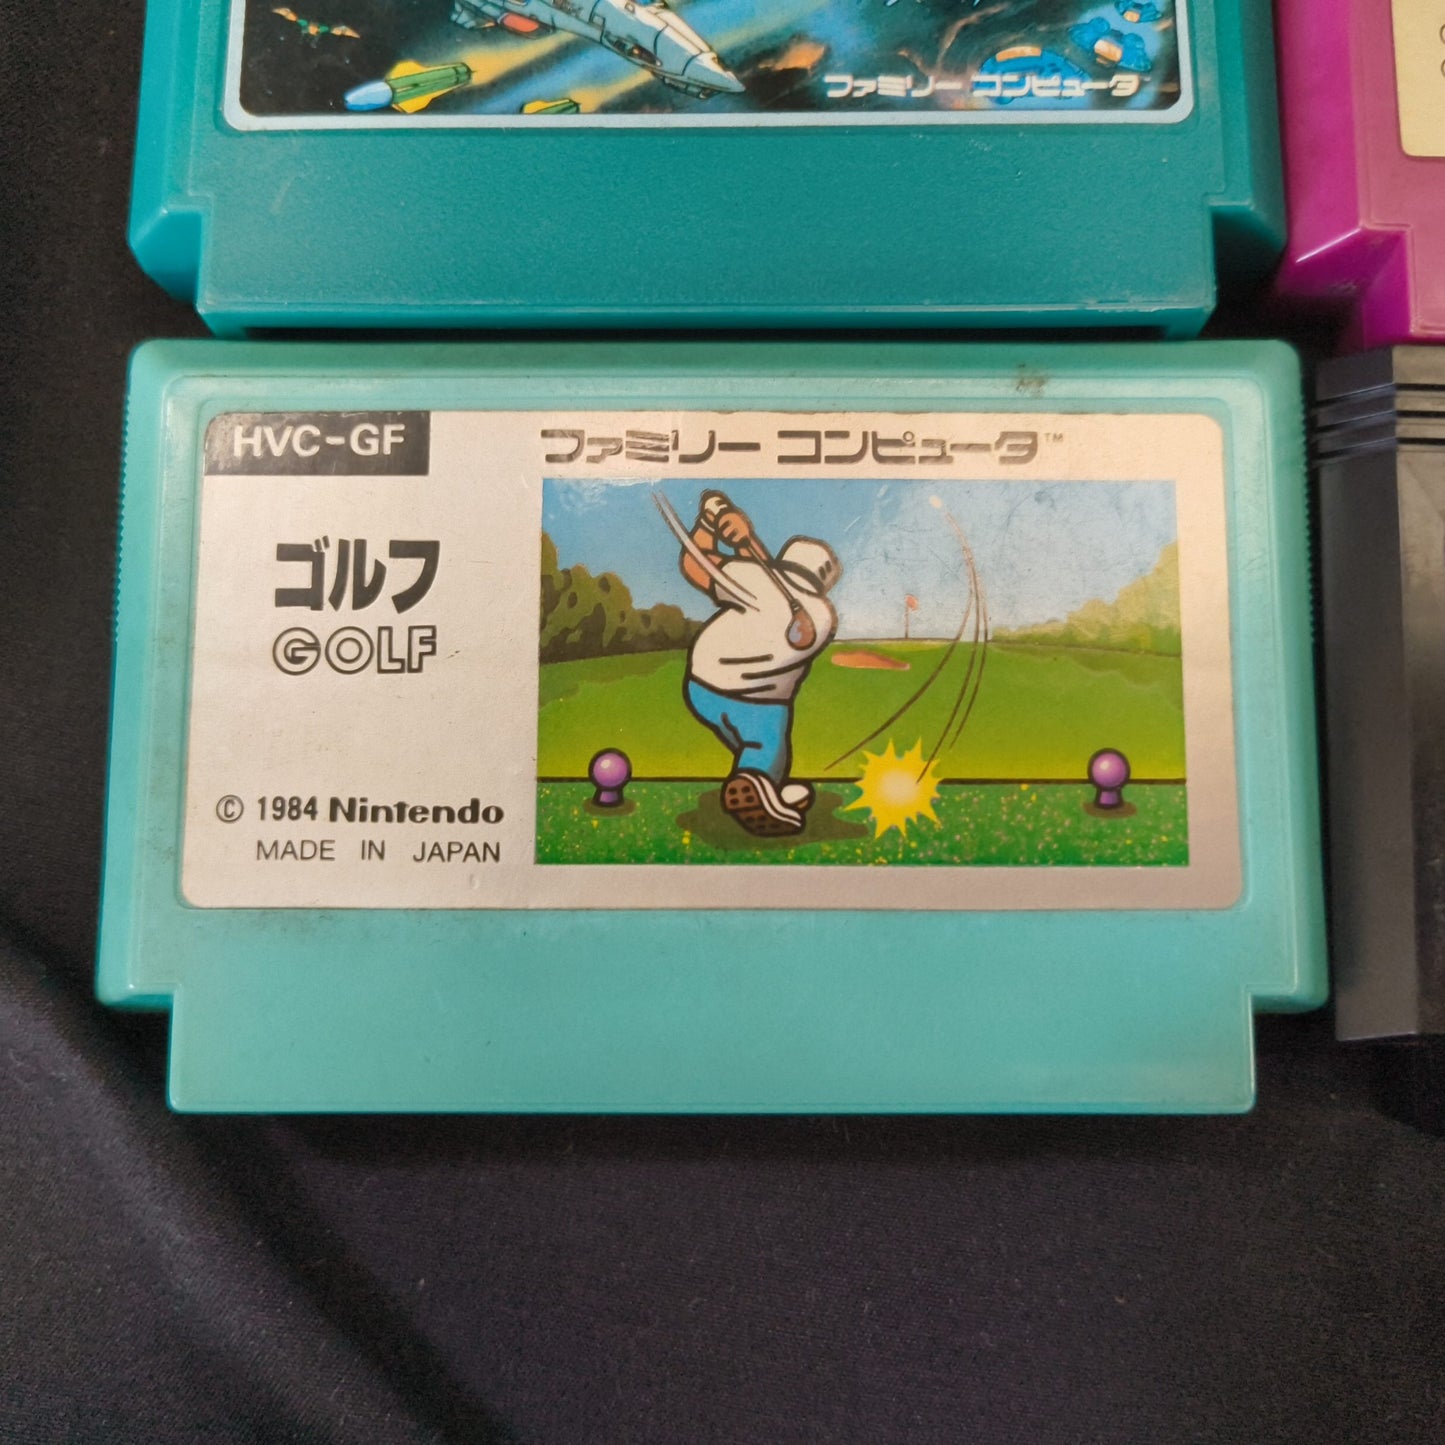 ファミリー コンピュータ
HVC-GF
ファミリー コンピュータ™
ゴルフ
GOLF
© 1984 Nintendo
MADE IN JAPAN